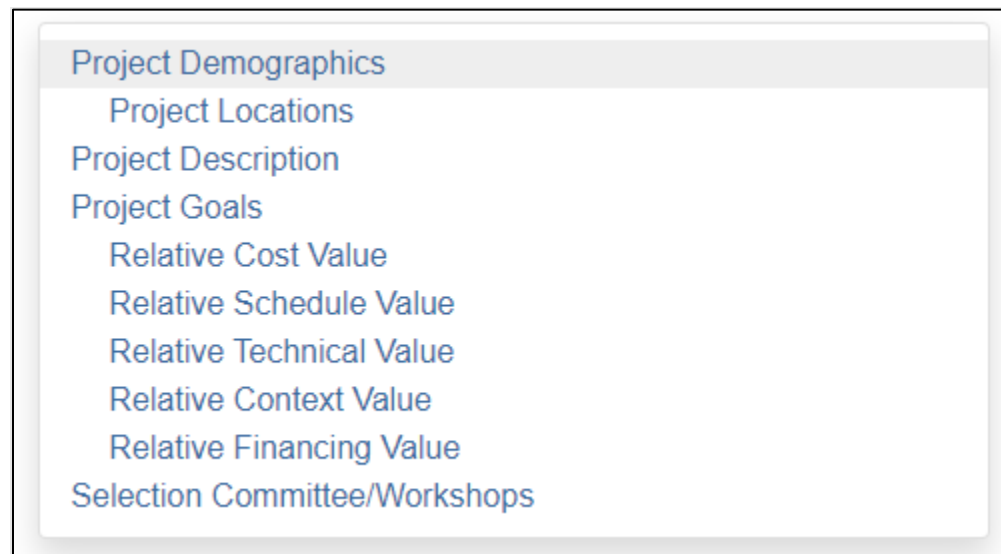 Project Demographics
Project Locations
Project Description
Project Goals
Relative Cost Value
Relative Schedule Value
Relative Technical Value
Relative Context Value
Relative Financing Value
Selection Committee/Workshops